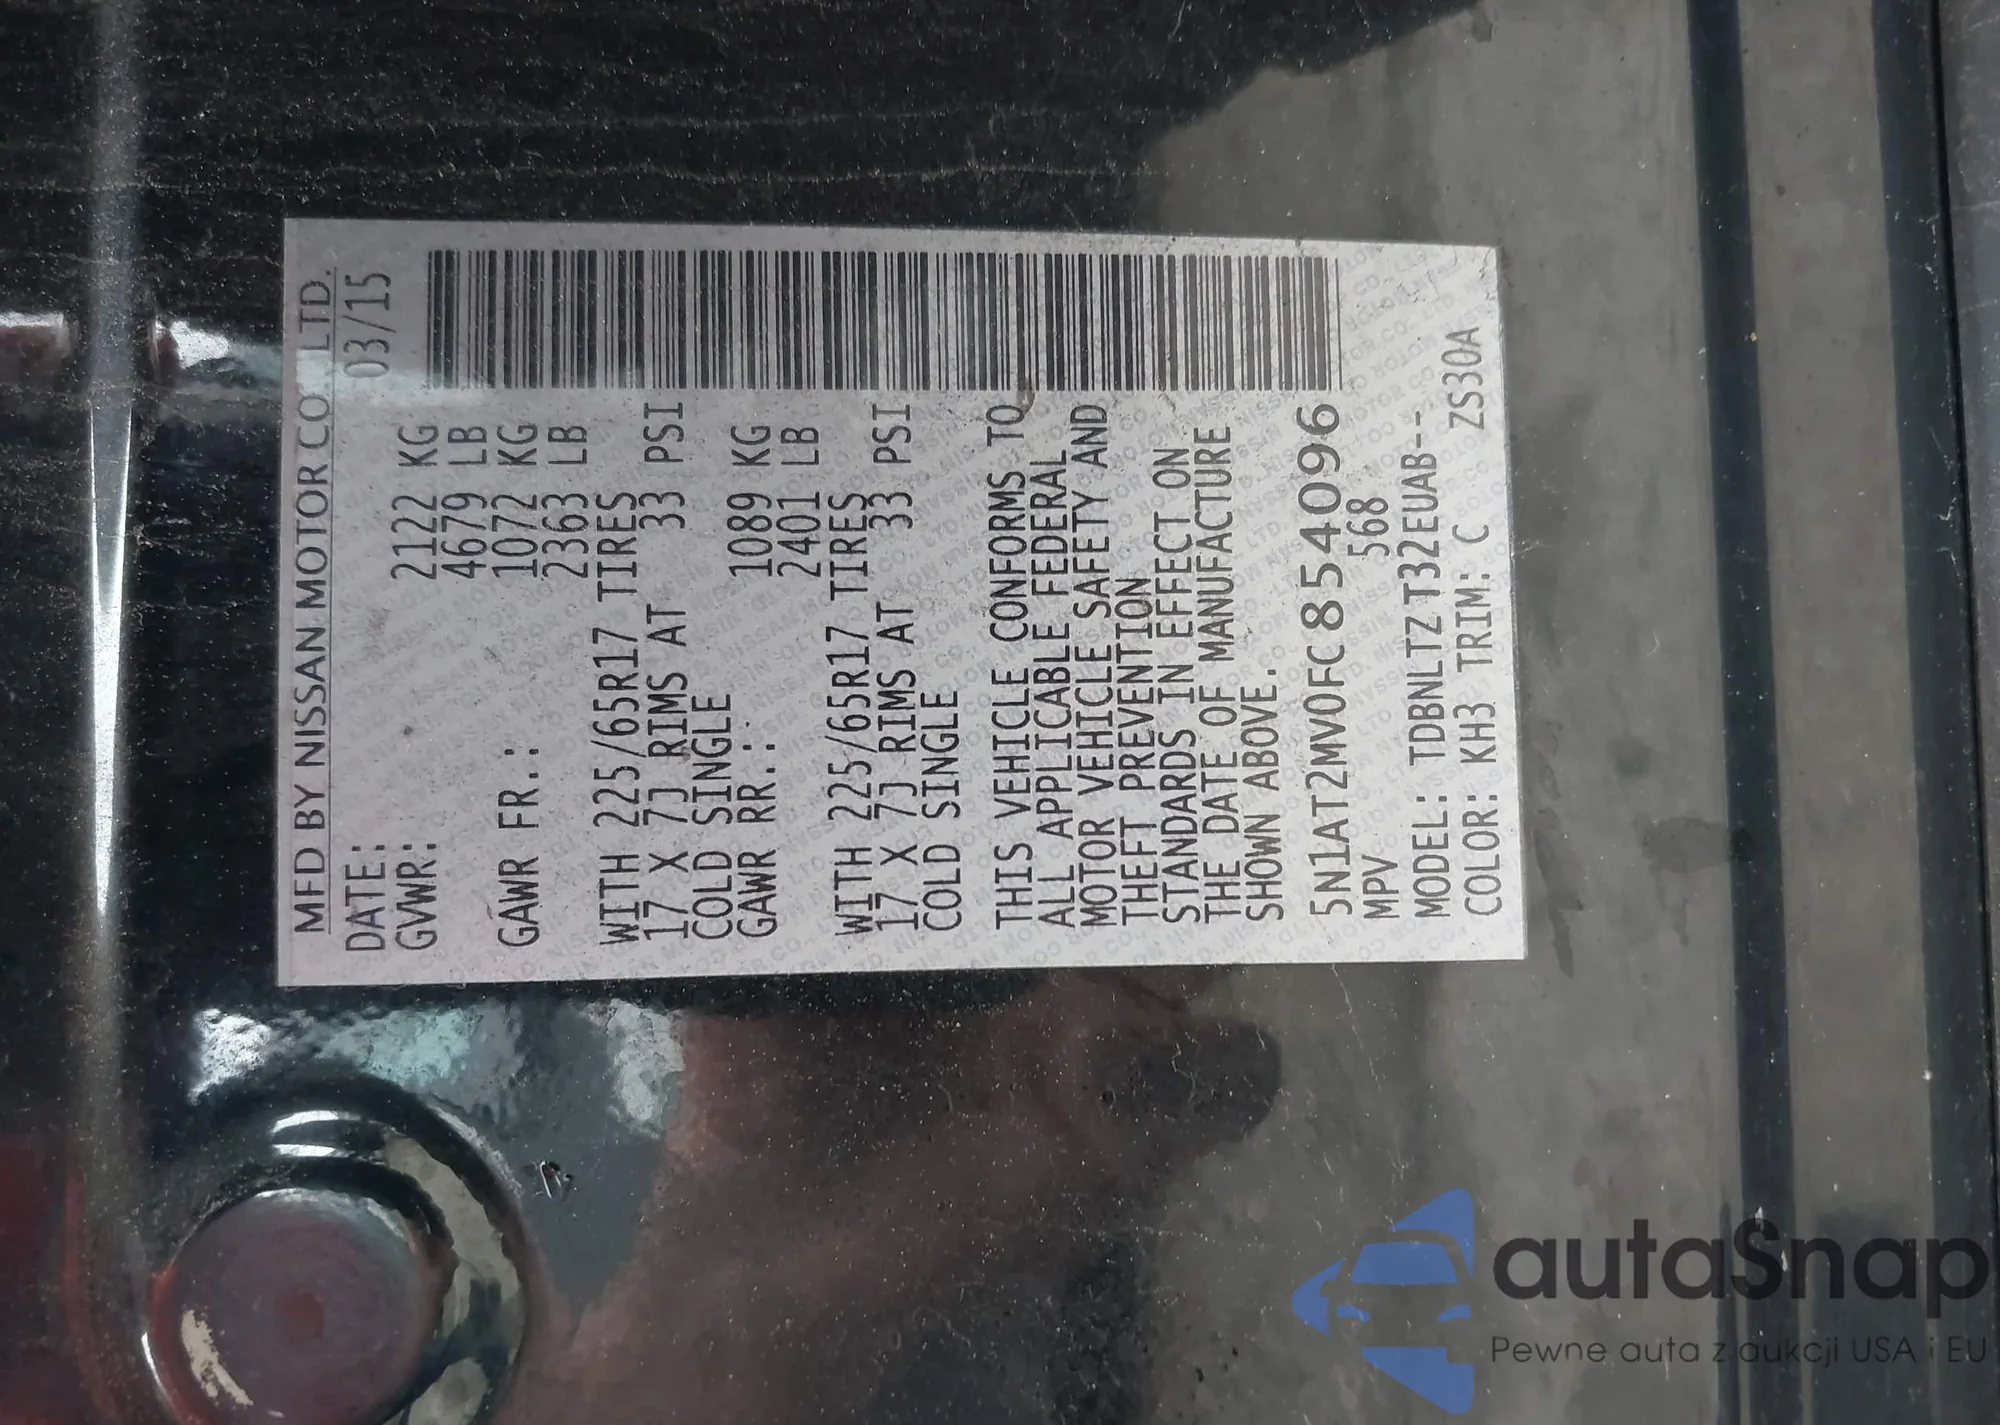 MFD BY NISSAN MOTOR CO., LTD.
DATE: 03/15
GVWR: 2122 KG
4679 LB
GAWR FR.: 1072 KG
2363 LB
WITH 225/65R17 TIRES
17 X 7J RIMS AT 33 PSI
COLD SINGLE
GAWR RR.: 1089 KG
2401 LB
WITH 225/65R17 TIRES
17 X 7J RIMS AT 33 PSI
COLD SINGLE
THIS VEHICLE CONFORMS TO
ALL APPLICABLE FEDERAL
MOTOR VEHICLE SAFETY AND
THEFT PREVENTION
STANDARDS IN EFFECT ON
THE DATE OF MANUFACTURE
SHOWN ABOVE.
5N1AT2MV0FC854096
MPV 568
MODEL: TDBNLTZ T32EUAB--
COLOR: KH3 TRIM: C ZS30A
autaSnap
Pewne auta z aukcji USA i EU